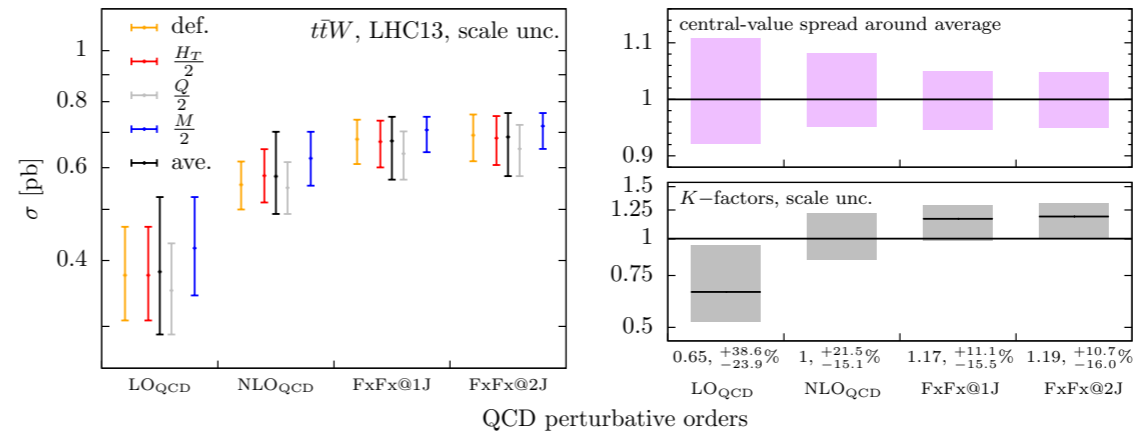 1
0.8
0.6
0.4
σ [pb]
def.
H_T/2
Q/2
M/2
ave.
tt̄W, LHC13, scale unc.
LO_QCD NLO_QCD FxFx@1J FxFx@2J
central-value spread around average
1.1
1
0.9
K−factors, scale unc.
1.5
1.25
1
0.75
0.5
0.65, +38.6 −23.9 % 1, +21.5 −15.1 % 1.17, +11.1 −15.5 % 1.19, +10.7 −16.0 %
LO_QCD NLO_QCD FxFx@1J FxFx@2J
QCD perturbative orders